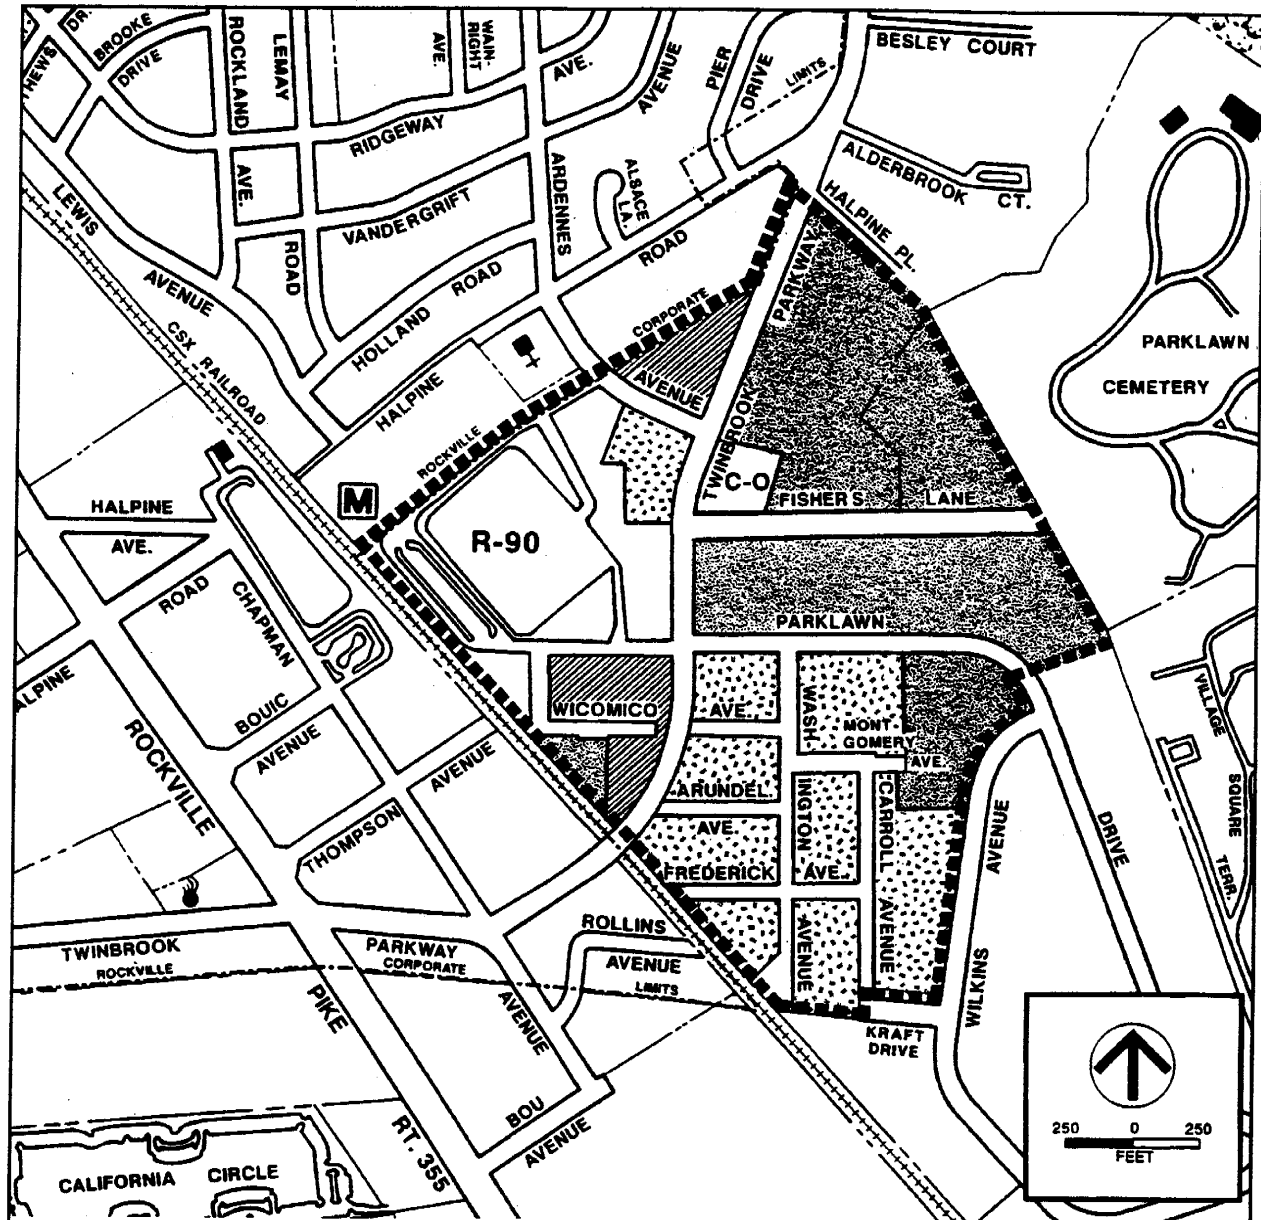 THEWS
DR.
BROOKE
DRIVE
ROCKLAND
AVE.
LEMAY
ROAD
AVE.
WAIN-
RIGHT
AVE.
AVENUE
PIER
DRIVE
LIMITS
BESLEY COURT
RIDGEWAY
ARDENNES
ALSACE
LA.
ALDERBROOK
CT.
HALPINE PL.
VANDERGRIFT
LEWIS
AVENUE
CSX RAILROAD
HOLLAND ROAD
HALPINE
ROAD
CORPORATE
ROCKVILLE
AVENUE
PARKWAY
TWINBROOK
PARKLAWN
CEMETERY
C-O
FISHERS LANE
M
R-90
HALPINE
AVE.
ROAD
CHAPMAN
ALPINE
BOUIC
AVENUE
AVENUE
THOMPSON
ROCKVILLE
PIKE
RT. 355
PARKLAWN
DRIVE
WICOMICO
AVE.
WASH-
INGTON
AVENUE
MONT
GOMERY
AVE.
ARUNDEL
AVE.
CARROLL AVENUE
FREDERICK
AVE.
WILKINS
AVENUE
VILLAGE
SQUARE
TERR.
ROLLINS
AVENUE
TWINBROOK
PARKWAY
ROCKVILLE
CORPORATE
LIMITS
AVENUE
BOU
AVENUE
KRAFT
DRIVE
CALIFORNIA CIRCLE
250 0 250
FEET